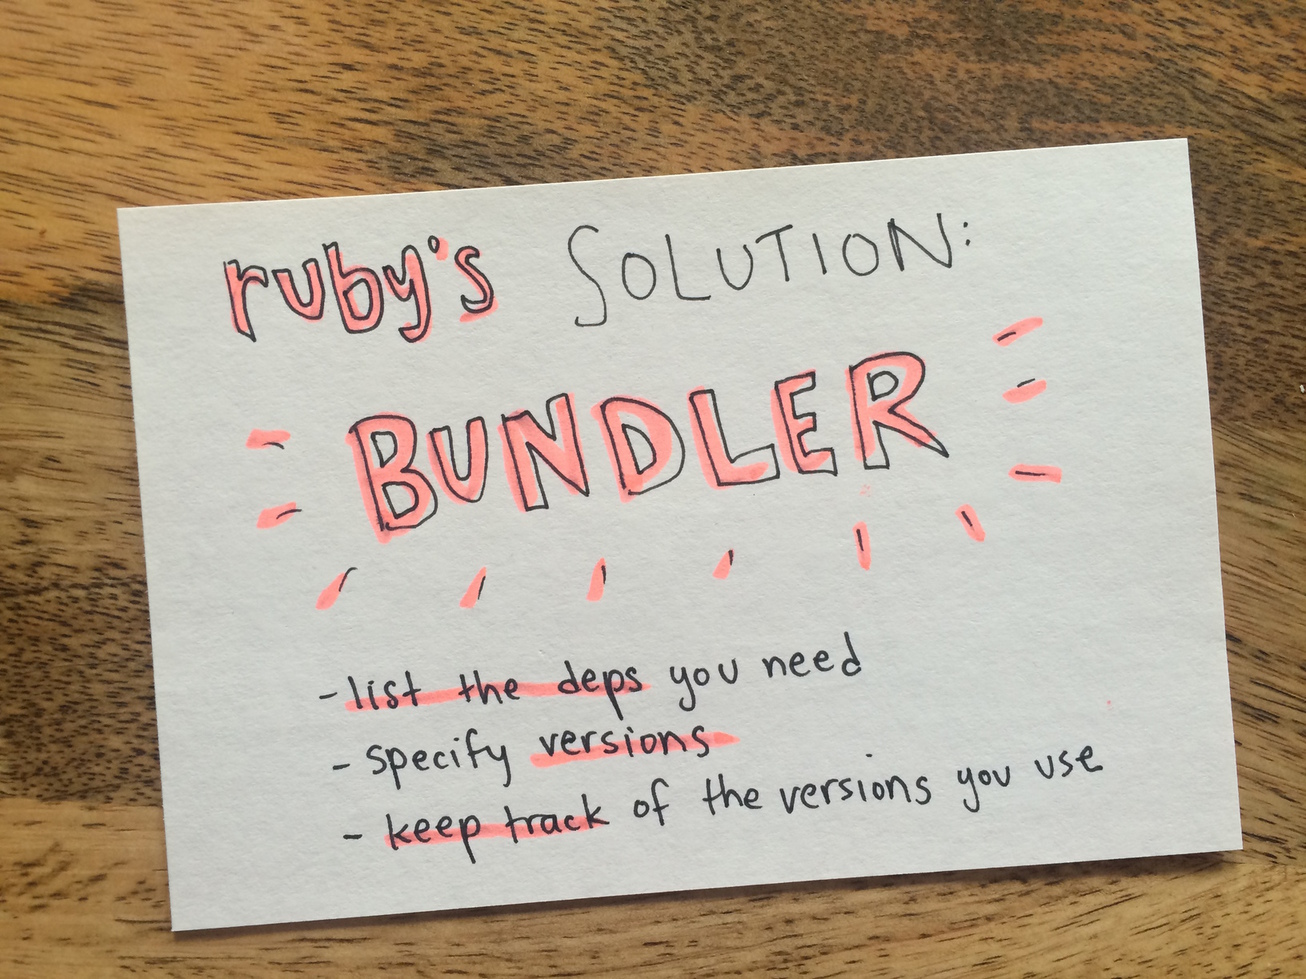 ruby's SOLUTION:
BUNDLER
- list the deps you need
- specify versions
- keep track of the versions you use